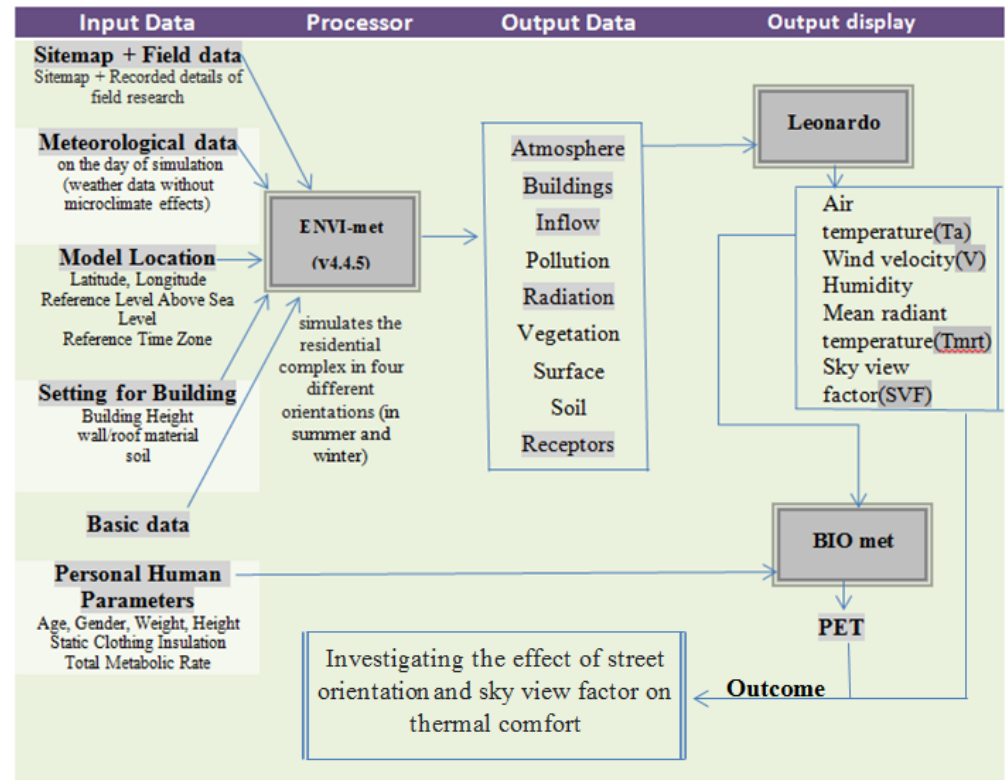 Input Data
Processor
Output Data
Output display
Sitemap + Field data
Sitemap + Recorded details of
field research
Meteorological data
on the day of simulation
(weather data without
microclimate effects)
Model Location
Latitude, Longitude
Reference Level Above Sea
Level
Reference Time Zone
Setting for Building
Building Height
wall/roof material
soil
Basic data
Personal Human
Parameters
Age, Gender, Weight, Height
Static Clothing Insulation
Total Metabolic Rate
ENVI-met
(v4.4.5)
simulates the
residential
complex in four
different
orientations (in
summer and
winter)
Atmosphere
Buildings
Inflow
Pollution
Radiation
Vegetation
Surface
Soil
Receptors
Leonardo
Air
temperature(Ta)
Wind velocity(V)
Humidity
Mean radiant
temperature(Tmrt)
Sky view
factor(SVF)
BIO met
PET
Outcome
Investigating the effect of street
orientation and sky view factor on
thermal comfort